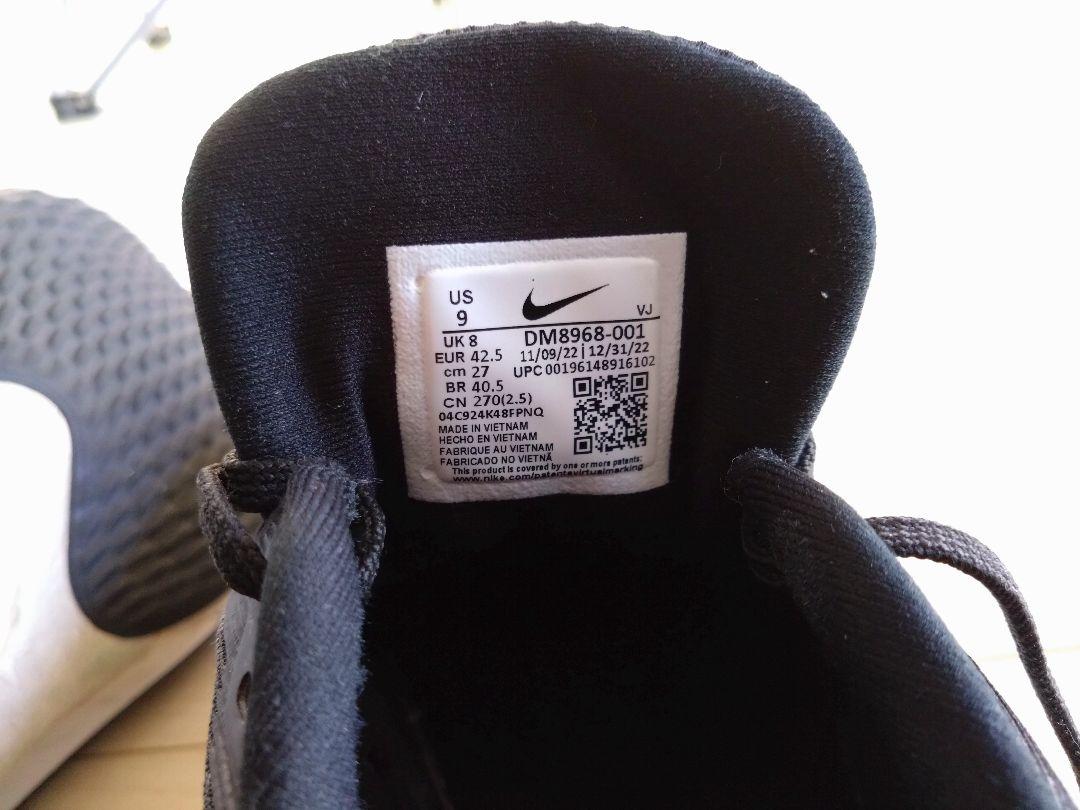 US
9
VJ
UK 8 DM8968-001
EUR 42.5 11/09/22 | 12/31/22
cm 27 UPC 00196148916102
BR 40.5
CN 270(2.5)
04C924K48FPNQ
MADE IN VIETNAM
HECHO EN VIETNAM
FABRIQUE AU VIETNAM
FABRICADO NO VIETNÃ
This product is covered by one or more patents:
www.nike.com/patentsvirtualmarking